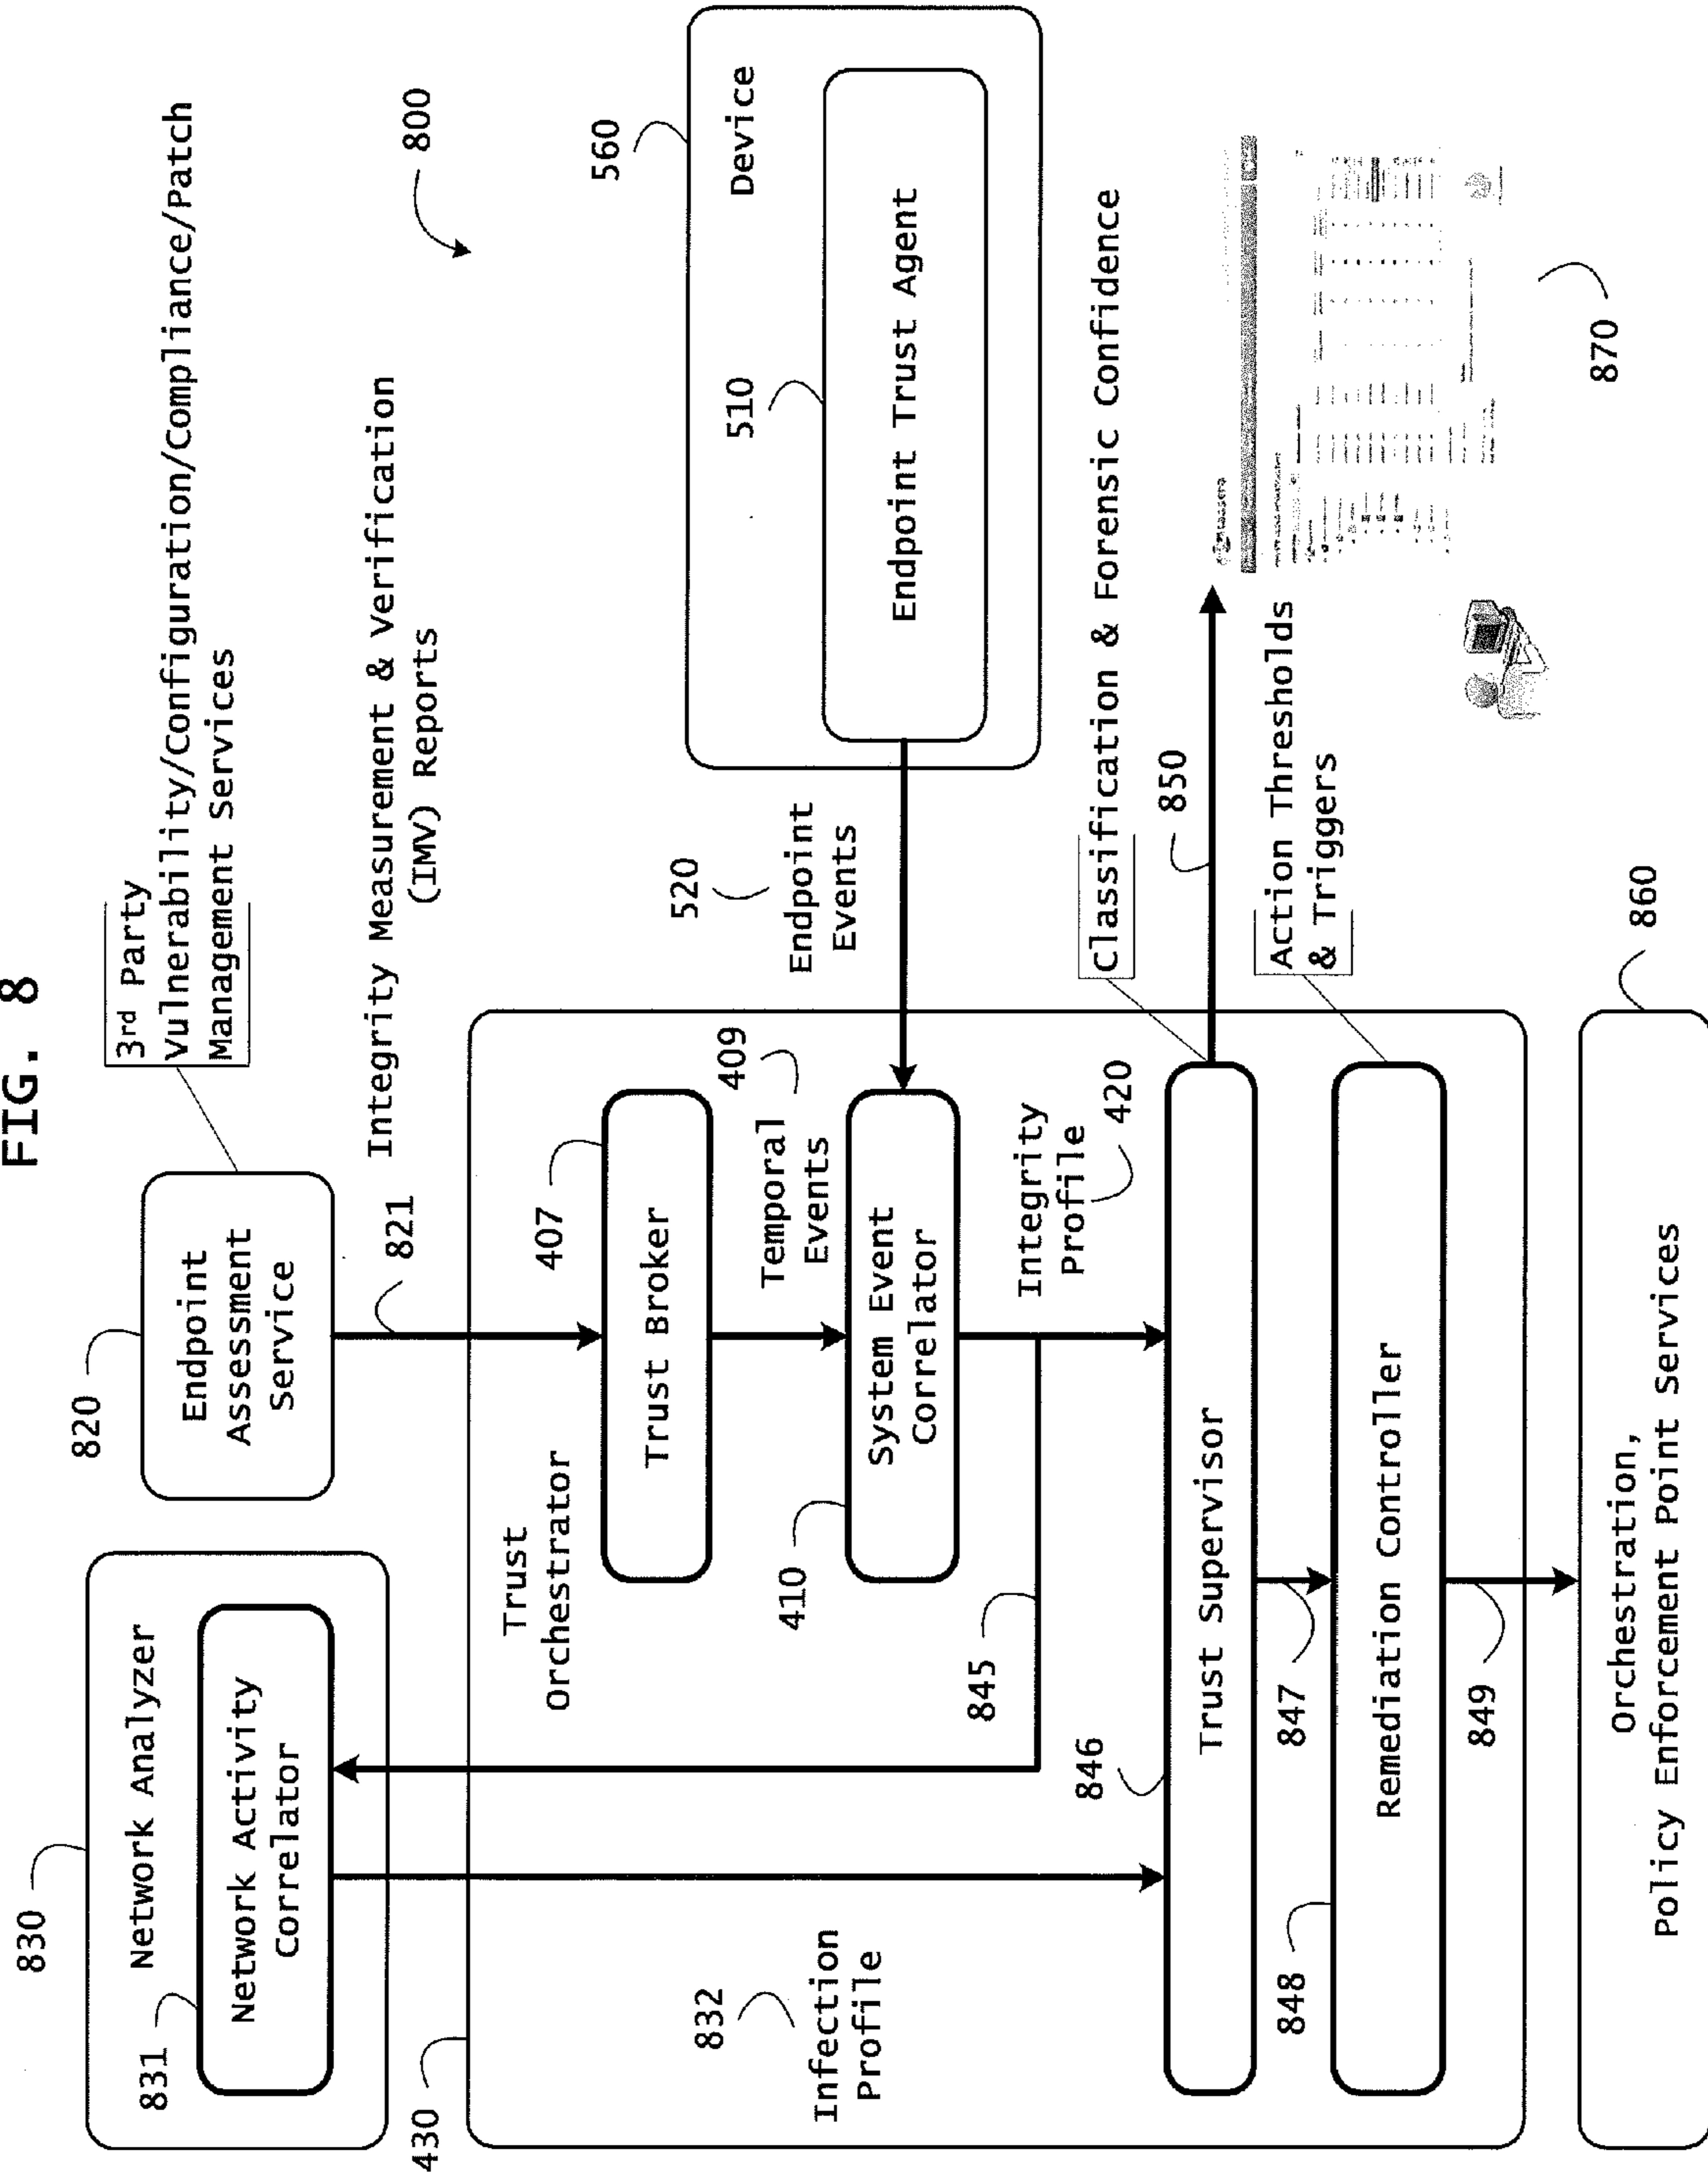 FIG. 8
800
3rd Party
Vulnerability/Configuration/Compliance/Patch
Management Services
820
Endpoint
Assessment
Service
821
Integrity Measurement & Verification
(IMV) Reports
830
Network Analyzer
831
Network Activity
Correlator
430
Trust
Orchestrator
407
Trust Broker
Temporal
Events
409
410
System Event
Correlator
520
Endpoint
Events
560
Device
510
Endpoint Trust Agent
832
Infection
Profile
845
Integrity
Profile
420
846
Trust Supervisor
Classification & Forensic Confidence
850
847
848
Remediation Controller
Action Thresholds
& Triggers
849
860
Orchestration,
Policy Enforcement Point Services
870